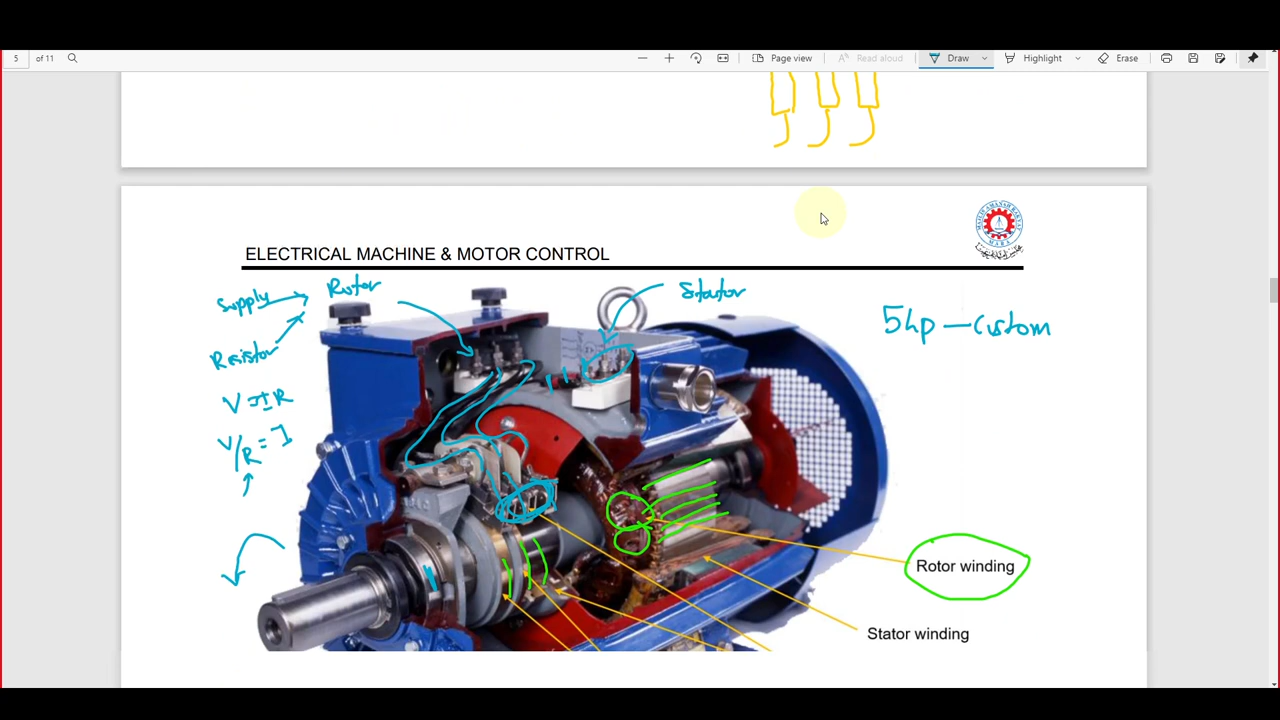 5 of 11 Page view Read aloud Draw Highlight Erase
ELECTRICAL MACHINE & MOTOR CONTROL
Supply Rotor Stator
5hp — Custom
Resistor
V/R = I
Rotor winding
Stator winding